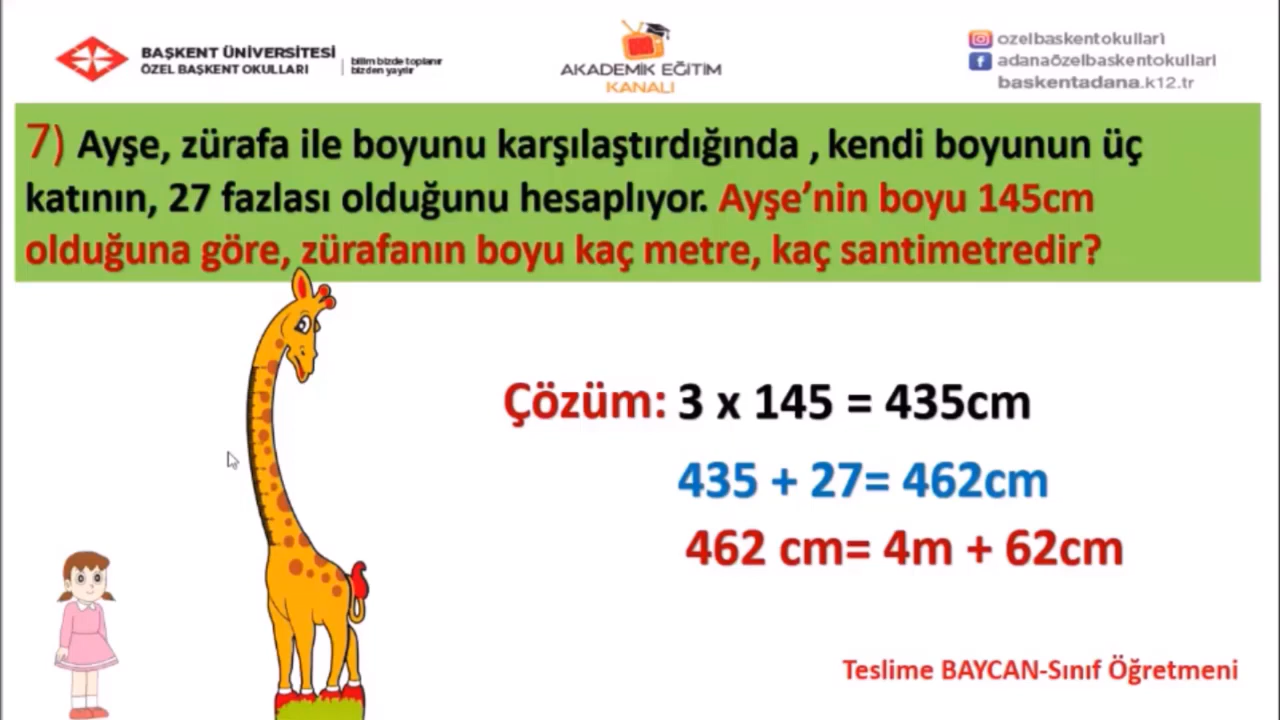 BAŞKENT ÜNİVERSİTESİ
ÖZEL BAŞKENT OKULLARI
bilim bizde toplanır
bizden yayılır
AKADEMİK EĞİTİM
KANALI
ozelbaskentokullari
adanaözelbaskentokullari
baskentadana.k12.tr
7) Ayşe, zürafa ile boyunu karşılaştırdığında , kendi boyunun üç
katının, 27 fazlası olduğunu hesaplıyor. Ayşe’nin boyu 145cm
olduğuna göre, zürafanın boyu kaç metre, kaç santimetredir?
Çözüm: 3 x 145 = 435cm
435 + 27= 462cm
462 cm= 4m + 62cm
Teslime BAYCAN-Sınıf Öğretmeni